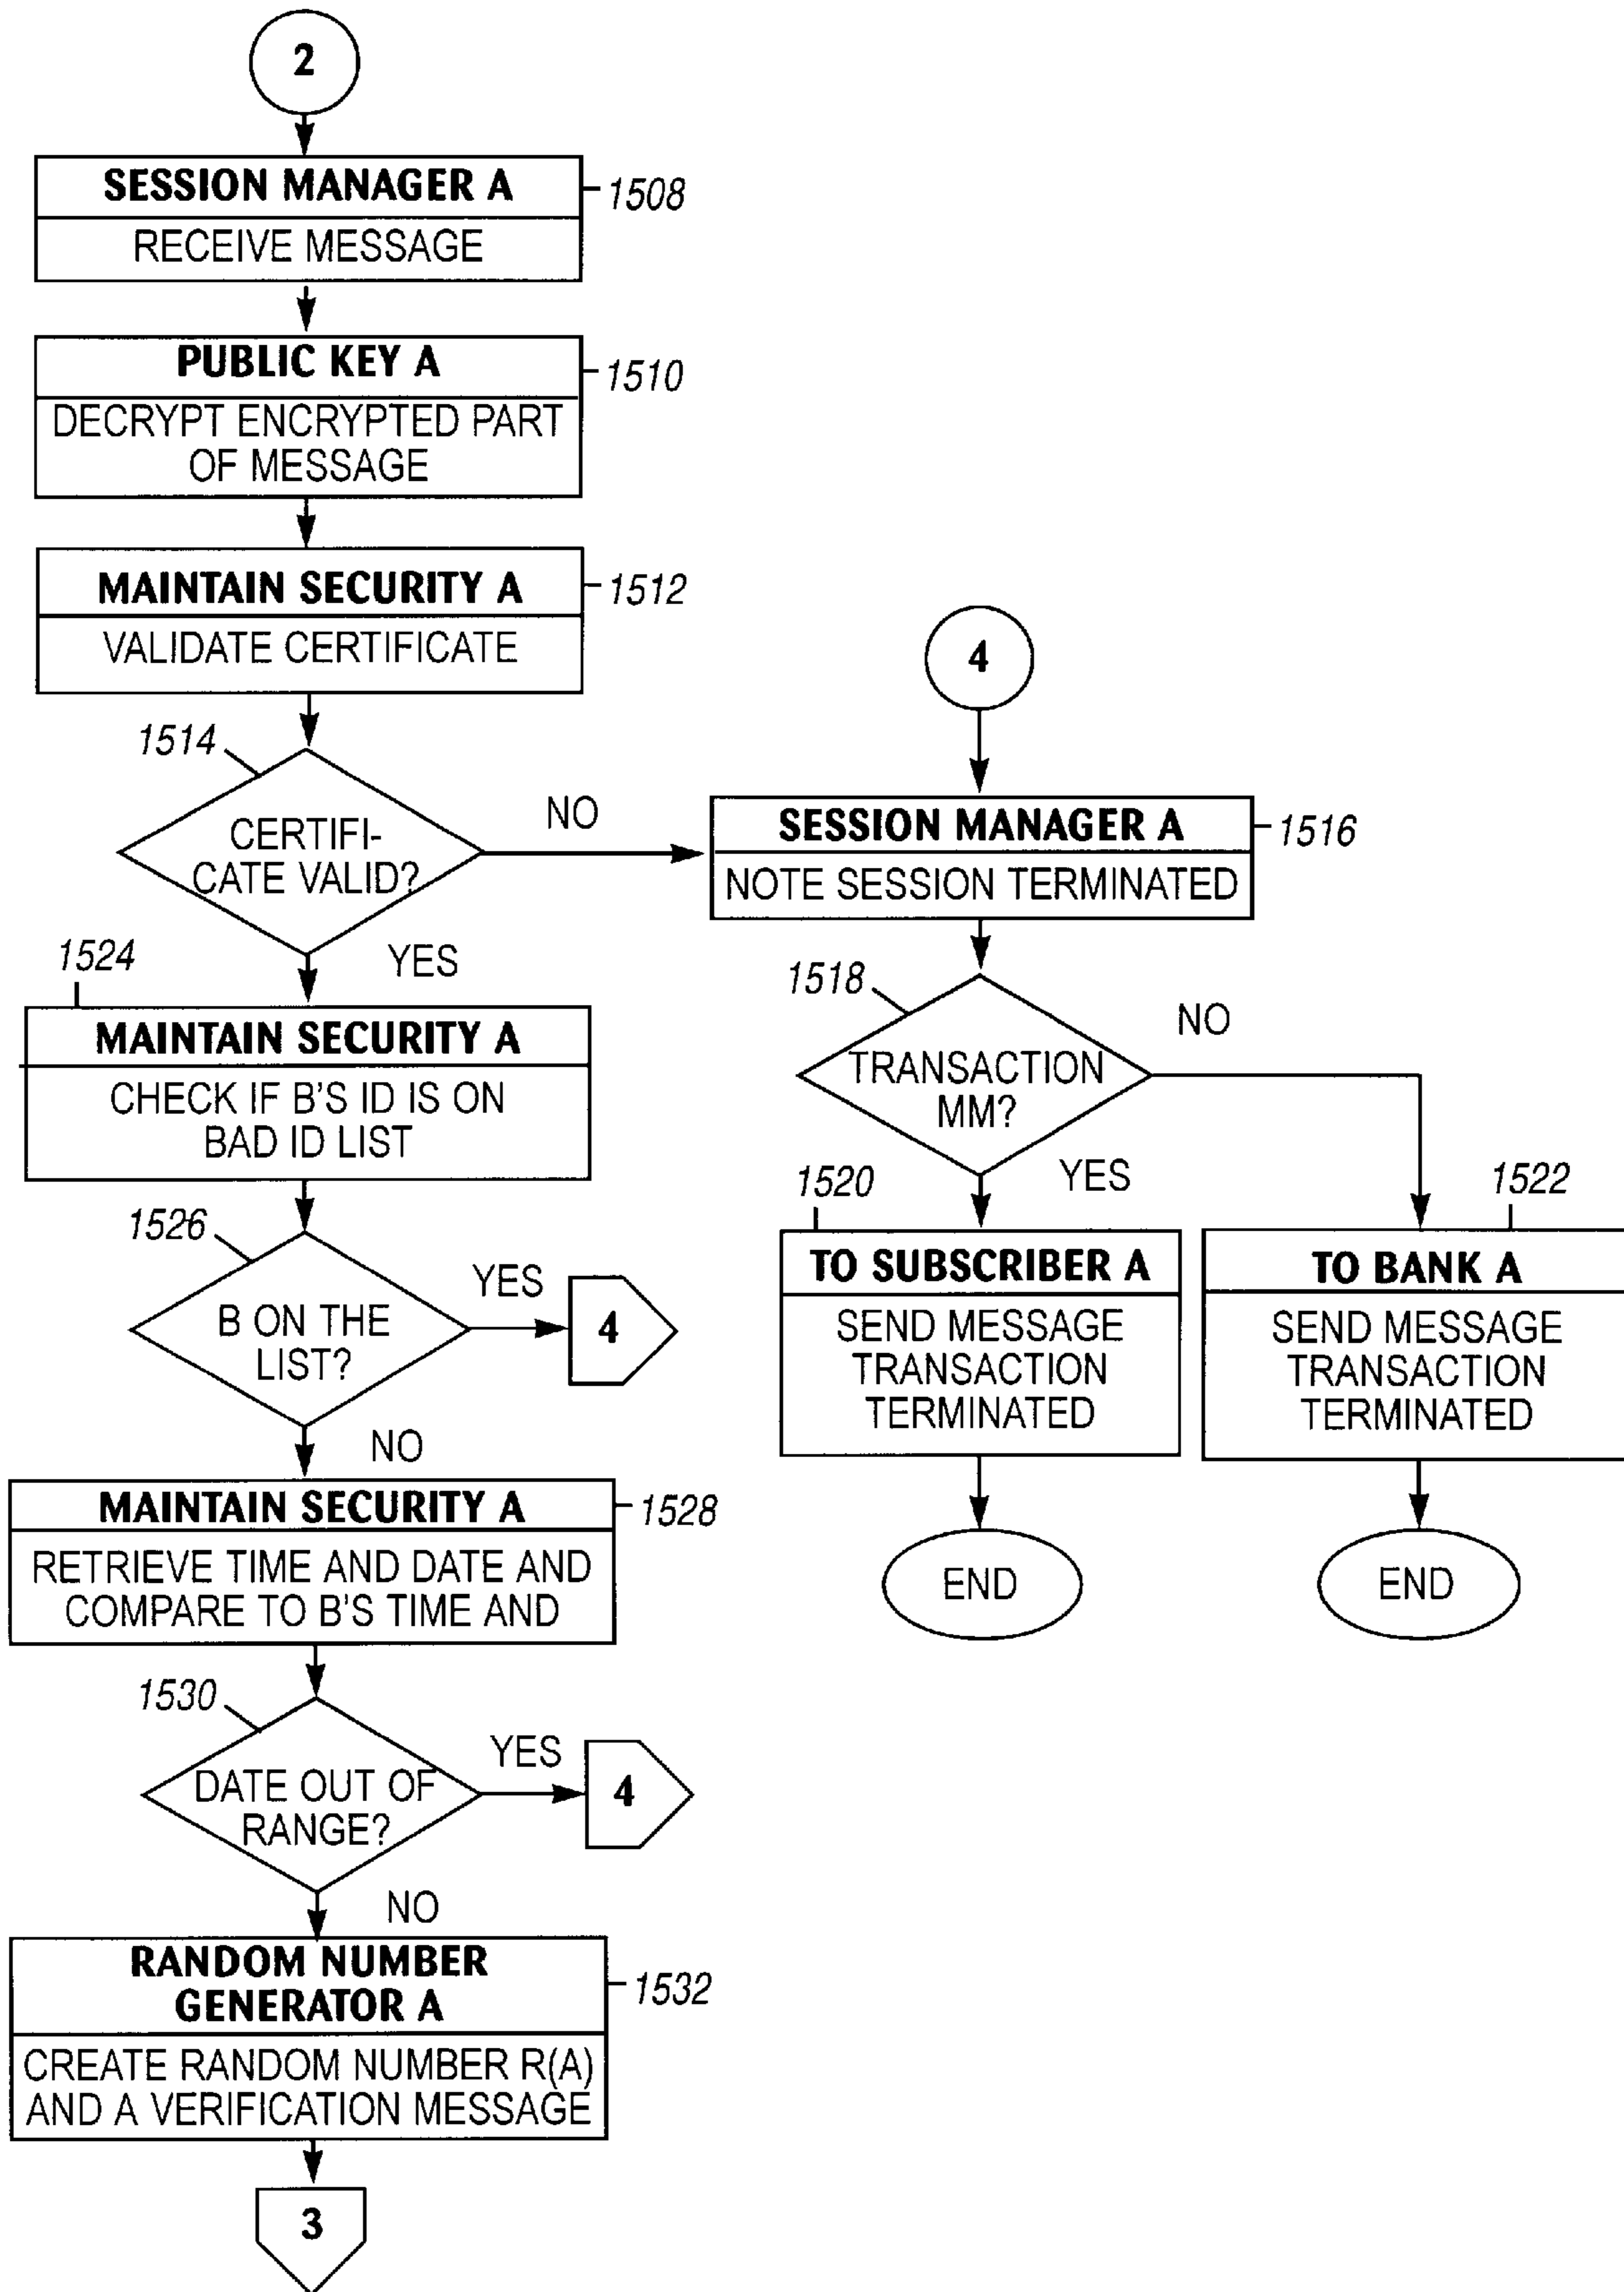 2
SESSION MANAGER A
1508
RECEIVE MESSAGE
PUBLIC KEY A
1510
DECRYPT ENCRYPTED PART
OF MESSAGE
MAINTAIN SECURITY A
1512
VALIDATE CERTIFICATE
1514
CERTIFI-
CATE VALID?
NO
YES
4
SESSION MANAGER A
1516
NOTE SESSION TERMINATED
1518
TRANSACTION
MM?
NO
YES
1520
TO SUBSCRIBER A
SEND MESSAGE
TRANSACTION
TERMINATED
END
1522
TO BANK A
SEND MESSAGE
TRANSACTION
TERMINATED
END
1524
MAINTAIN SECURITY A
CHECK IF B'S ID IS ON
BAD ID LIST
1526
B ON THE
LIST?
YES
4
NO
MAINTAIN SECURITY A
1528
RETRIEVE TIME AND DATE AND
COMPARE TO B'S TIME AND
1530
DATE OUT OF
RANGE?
YES
4
NO
RANDOM NUMBER
GENERATOR A
1532
CREATE RANDOM NUMBER R(A)
AND A VERIFICATION MESSAGE
3